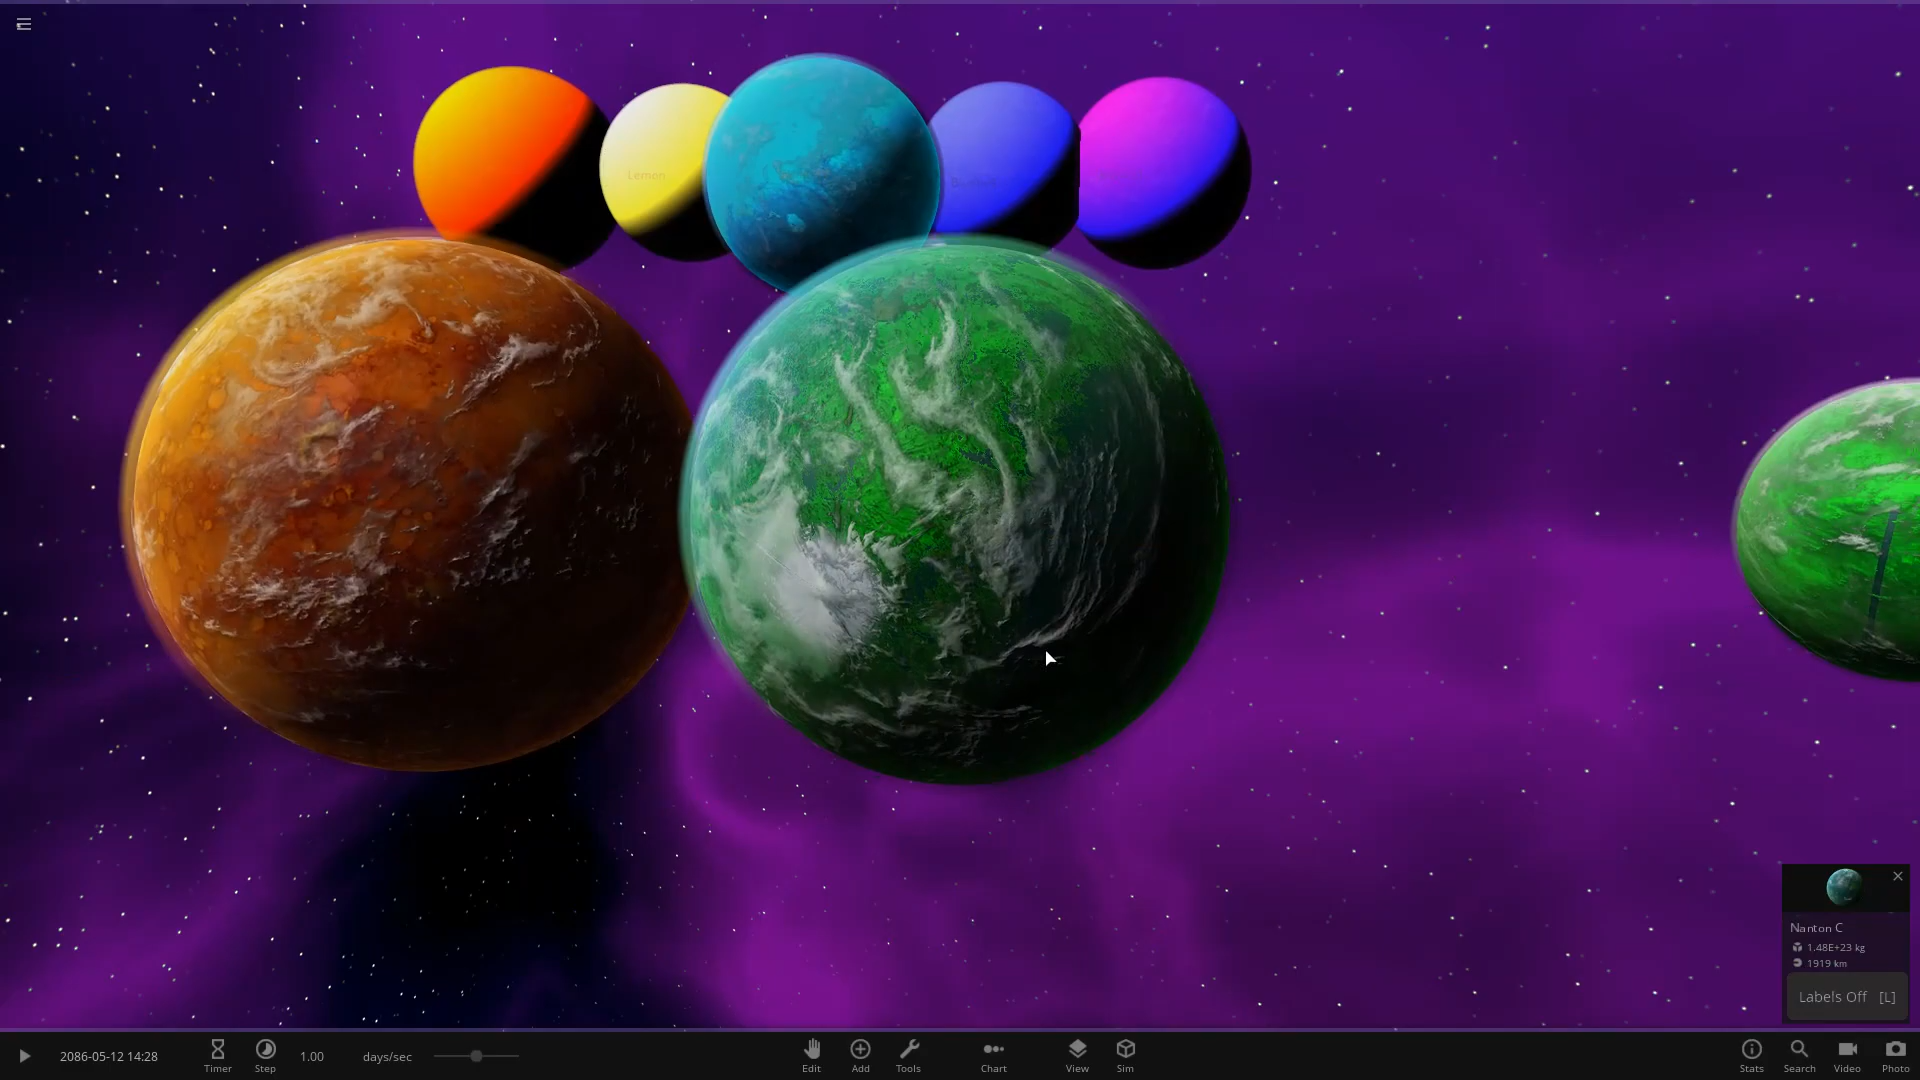 Lemon
Nanton C
1.48E+23 kg
1919 km
Labels Off [L]
2086-05-12 14:28
Timer
Step
1.00
days/sec
Edit
Add
Tools
Chart
View
Sim
Stats
Search
Video
Photo